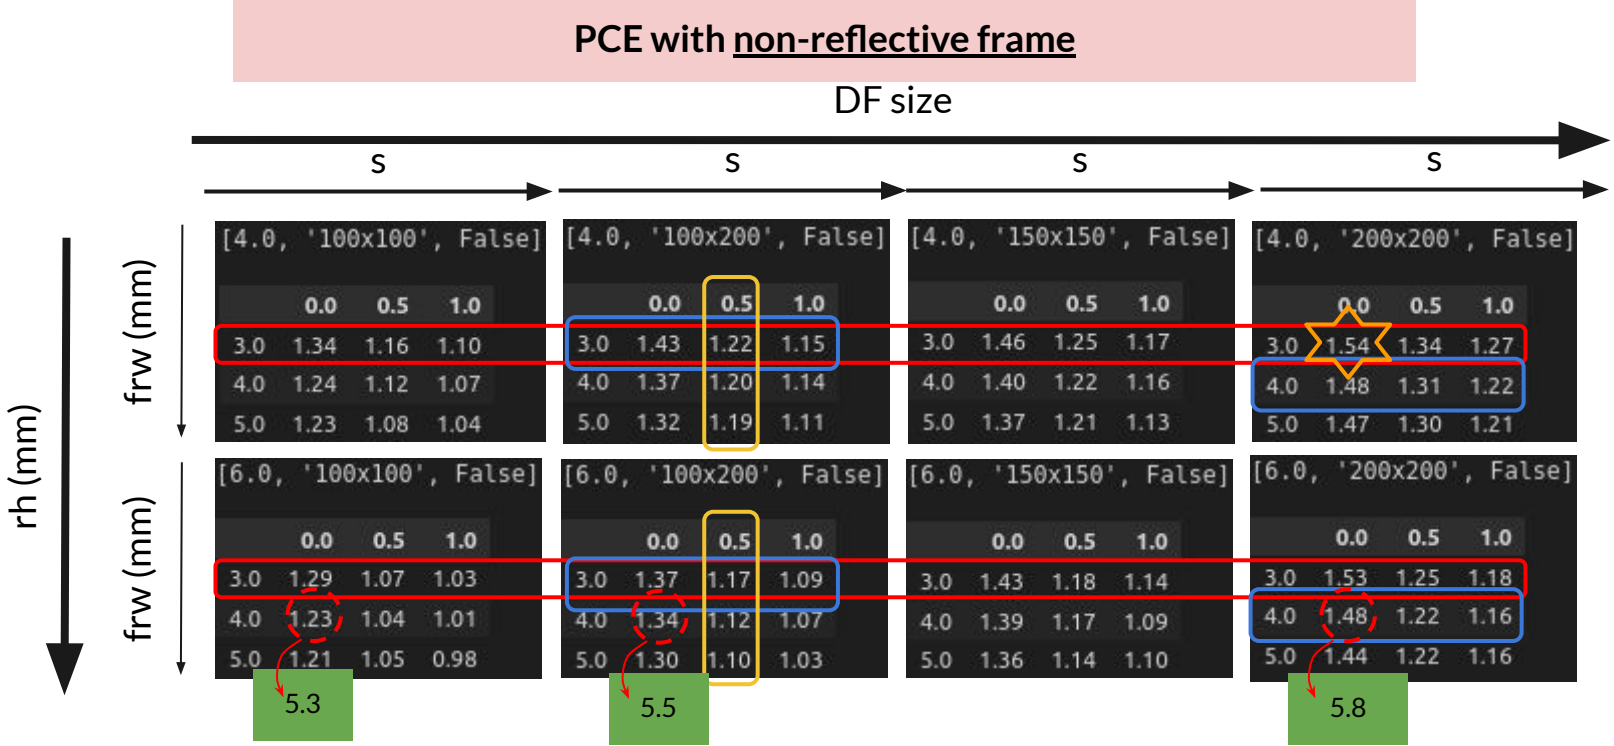 PCE with non-reflective frame
DF size
s s s s
rh (mm)
frw (mm)
[4.0, '100x100', False]
0.0 0.5 1.0
3.0 1.34 1.16 1.10
4.0 1.24 1.12 1.07
5.0 1.23 1.08 1.04
[4.0, '100x200', False]
0.0 0.5 1.0
3.0 1.43 1.22 1.15
4.0 1.37 1.20 1.14
5.0 1.32 1.19 1.11
[4.0, '150x150', False]
0.0 0.5 1.0
3.0 1.46 1.25 1.17
4.0 1.40 1.22 1.16
5.0 1.37 1.21 1.13
[4.0, '200x200', False]
0.0 0.5 1.0
3.0 1.54 1.34 1.27
4.0 1.48 1.31 1.22
5.0 1.47 1.30 1.21
frw (mm)
[6.0, '100x100', False]
0.0 0.5 1.0
3.0 1.29 1.07 1.03
4.0 1.23 1.04 1.01
5.0 1.21 1.05 0.98
5.3
[6.0, '100x200', False]
0.0 0.5 1.0
3.0 1.37 1.17 1.09
4.0 1.34 1.12 1.07
5.0 1.30 1.10 1.03
5.5
[6.0, '150x150', False]
0.0 0.5 1.0
3.0 1.43 1.18 1.14
4.0 1.39 1.17 1.09
5.0 1.36 1.14 1.10
[6.0, '200x200', False]
0.0 0.5 1.0
3.0 1.53 1.25 1.18
4.0 1.48 1.22 1.16
5.0 1.44 1.22 1.16
5.8